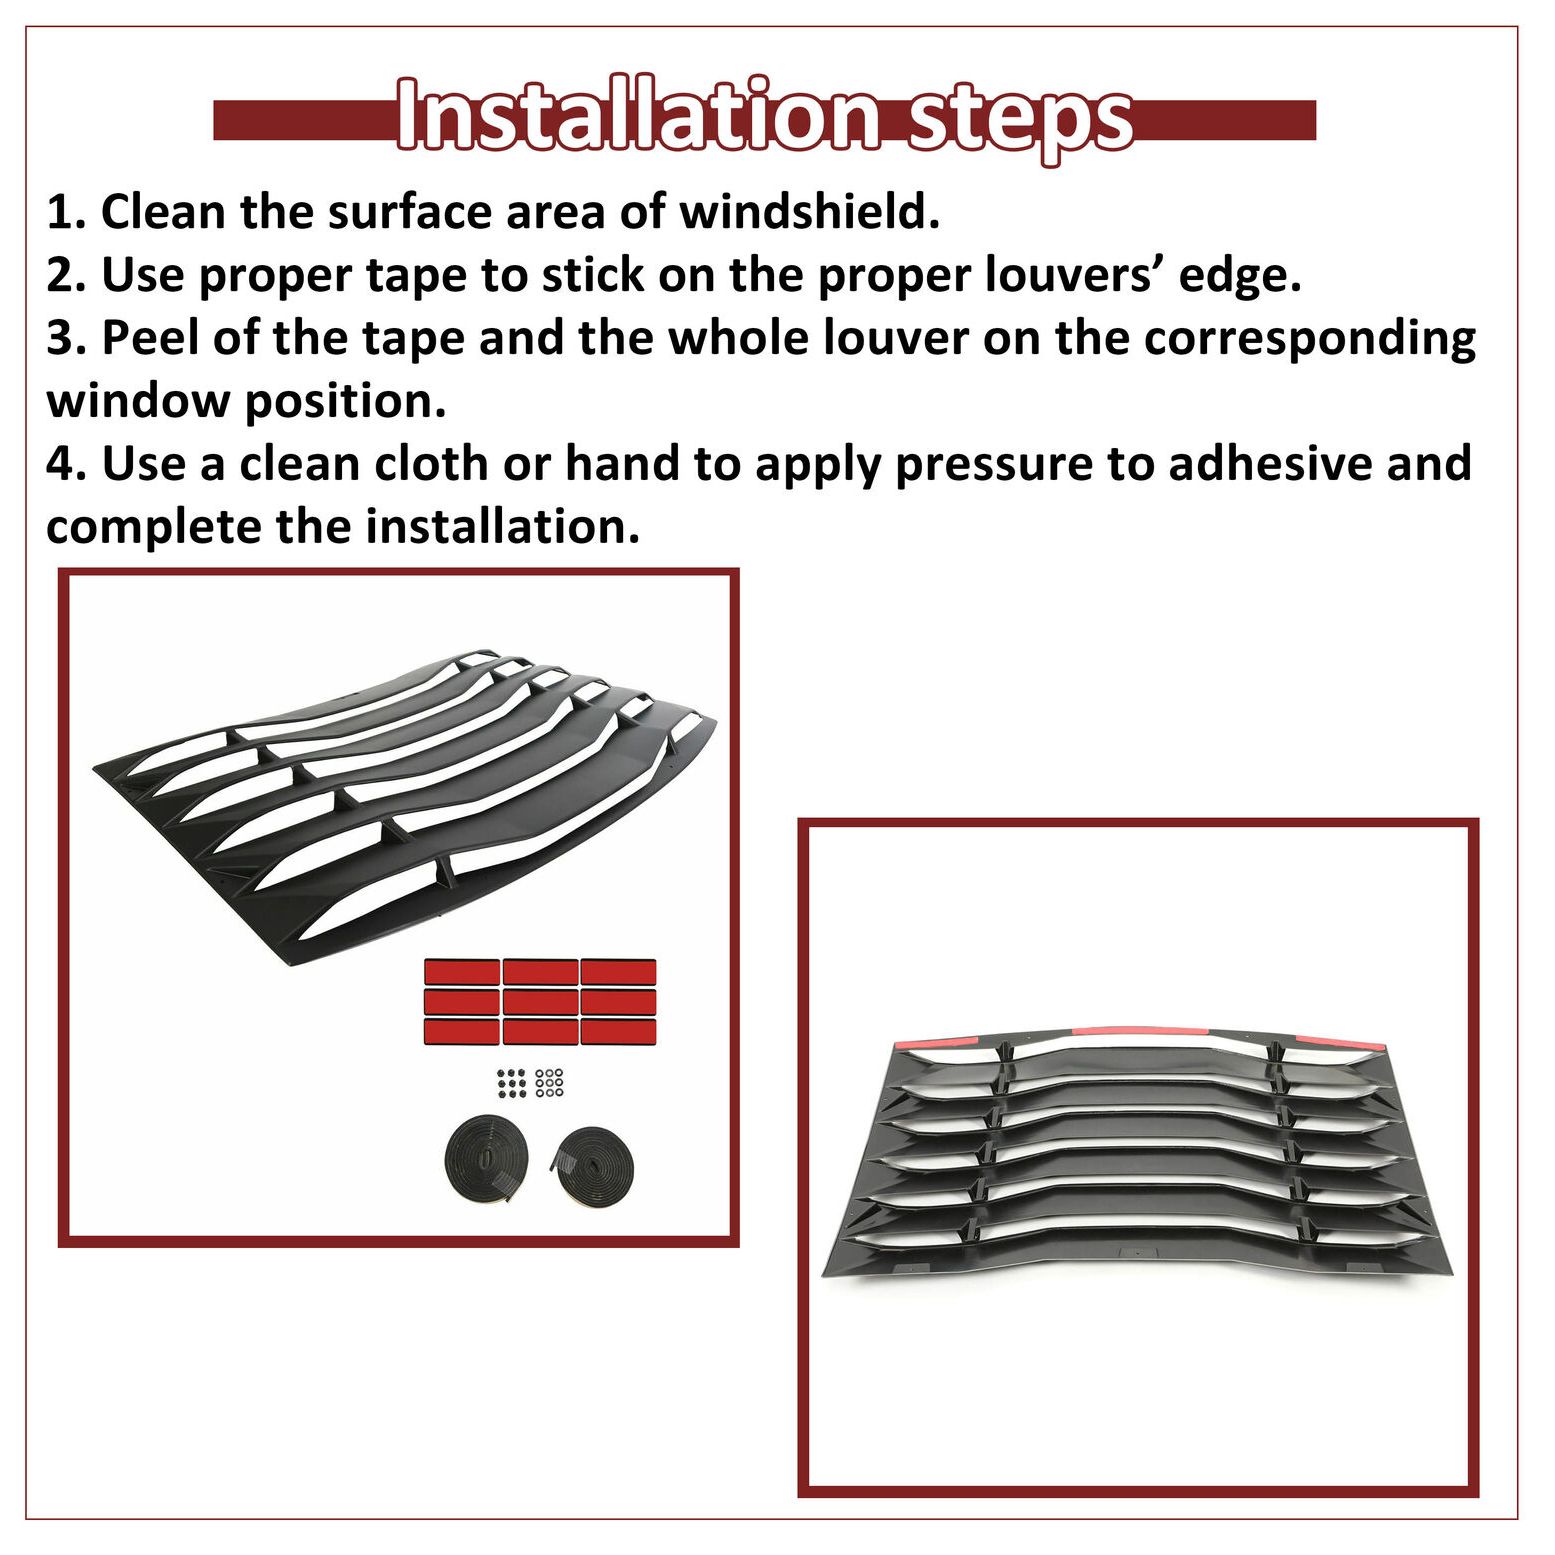 Installation steps
1. Clean the surface area of windshield.
2. Use proper tape to stick on the proper louvers’ edge.
3. Peel of the tape and the whole louver on the corresponding
window position.
4. Use a clean cloth or hand to apply pressure to adhesive and
complete the installation.